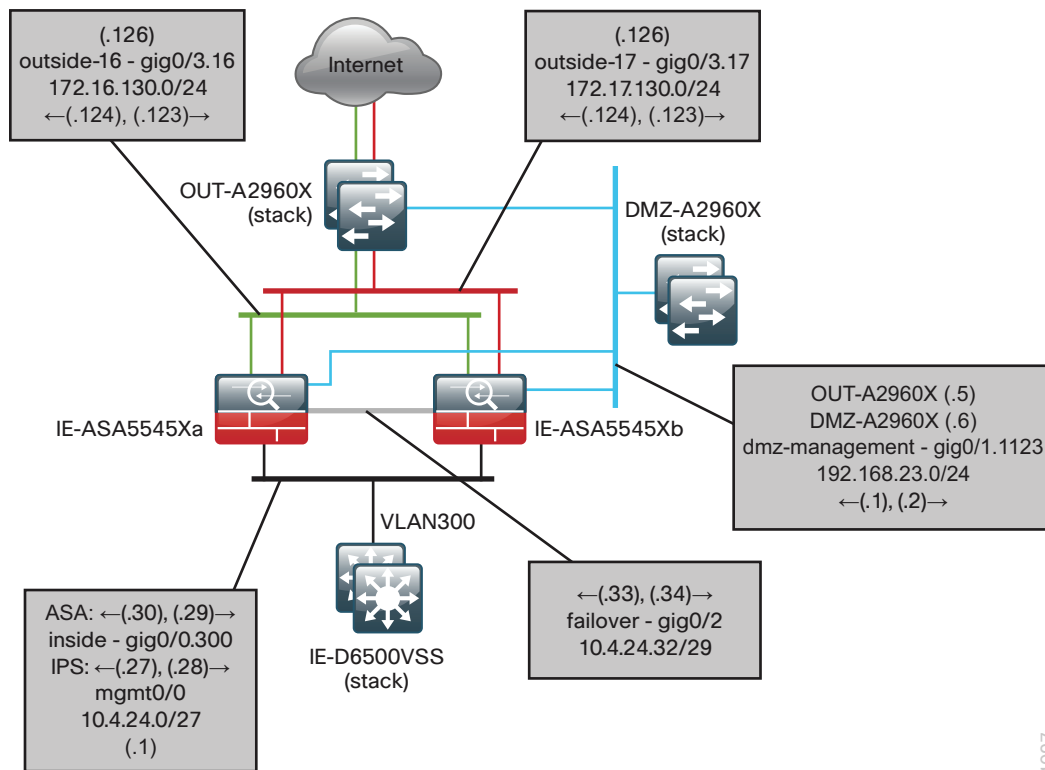 (.126)
outside-16 - gig0/3.16
172.16.130.0/24
←(.124), (.123)→
Internet
(.126)
outside-17 - gig0/3.17
172.17.130.0/24
←(.124), (.123)→
OUT-A2960X
(stack)
DMZ-A2960X
(stack)
IE-ASA5545Xa
IE-ASA5545Xb
OUT-A2960X (.5)
DMZ-A2960X (.6)
dmz-management - gig0/1.1123
192.168.23.0/24
←(.1), (.2)→
VLAN300
ASA: ←(.30), (.29)→
inside - gig0/0.300
IPS: ←(.27), (.28)→
mgmt0/0
10.4.24.0/27
(.1)
IE-D6500VSS
(stack)
←(.33), (.34)→
failover - gig0/2
10.4.24.32/29